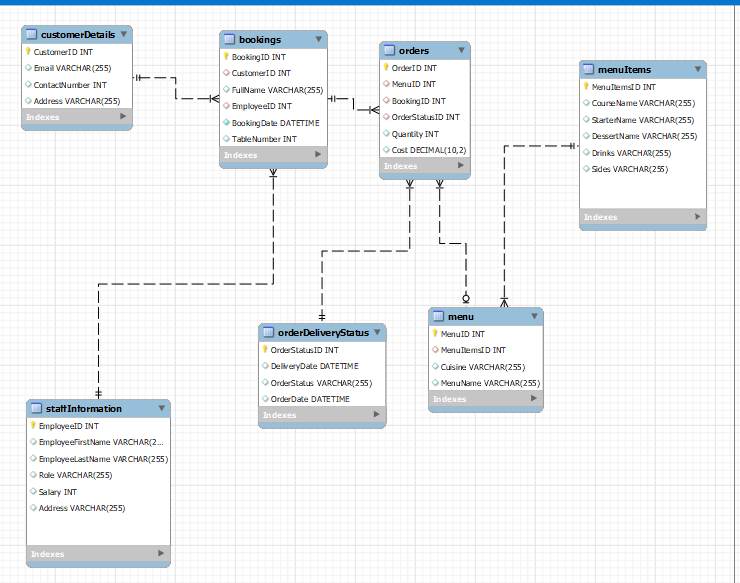 customerDetails
CustomerID INT
Email VARCHAR(255)
ContactNumber INT
Address VARCHAR(255)
Indexes
bookings
BookingID INT
CustomerID INT
FullName VARCHAR(255)
EmployeeID INT
BookingDate DATETIME
TableNumber INT
Indexes
orders
OrderID INT
MenuID INT
BookingID INT
OrderStatusID INT
Quantity INT
Cost DECIMAL(10,2)
Indexes
menuItems
MenuItemsID INT
CourseName VARCHAR(255)
StarterName VARCHAR(255)
DessertName VARCHAR(255)
Drinks VARCHAR(255)
Sides VARCHAR(255)
Indexes
orderDeliveryStatus
OrderStatusID INT
DeliveryDate DATETIME
OrderStatus VARCHAR(255)
OrderDate DATETIME
Indexes
menu
MenuID INT
MenuItemsID INT
Cuisine VARCHAR(255)
MenuName VARCHAR(255)
Indexes
staffInformation
EmployeeID INT
EmployeeFirstName VARCHAR(2...
EmployeeLastName VARCHAR(255)
Role VARCHAR(255)
Salary INT
Address VARCHAR(255)
Indexes